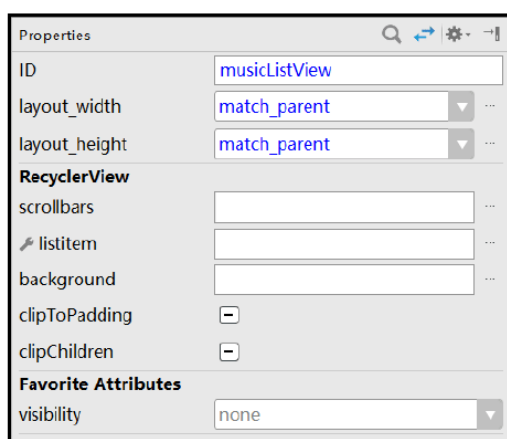 Properties
ID musicListView
layout_width match_parent ...
layout_height match_parent ...
RecyclerView
scrollbars ...
listitem ...
background ...
clipToPadding
clipChildren
Favorite Attributes
visibility none